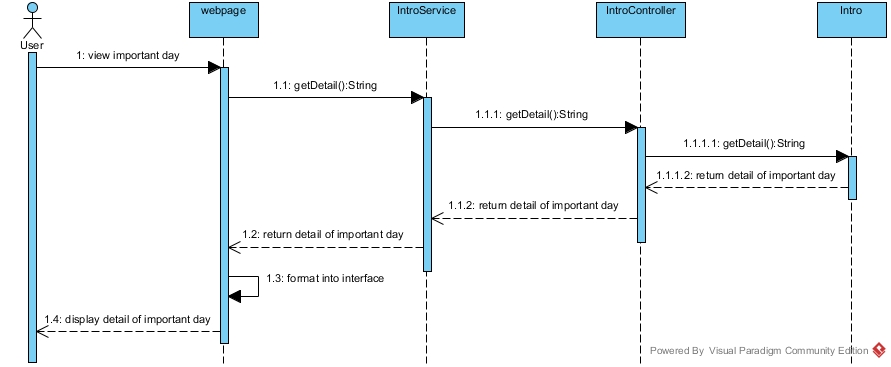 webpage
IntroService
IntroController
Intro
User
1: view important day
1.1: getDetail():String
1.1.1: getDetail():String
1.1.1.1: getDetail():String
1.1.1.2: return detail of important day
1.1.2: return detail of important day
1.2: return detail of important day
1.3: format into interface
1.4: display detail of important day
Powered By Visual Paradigm Community Edition